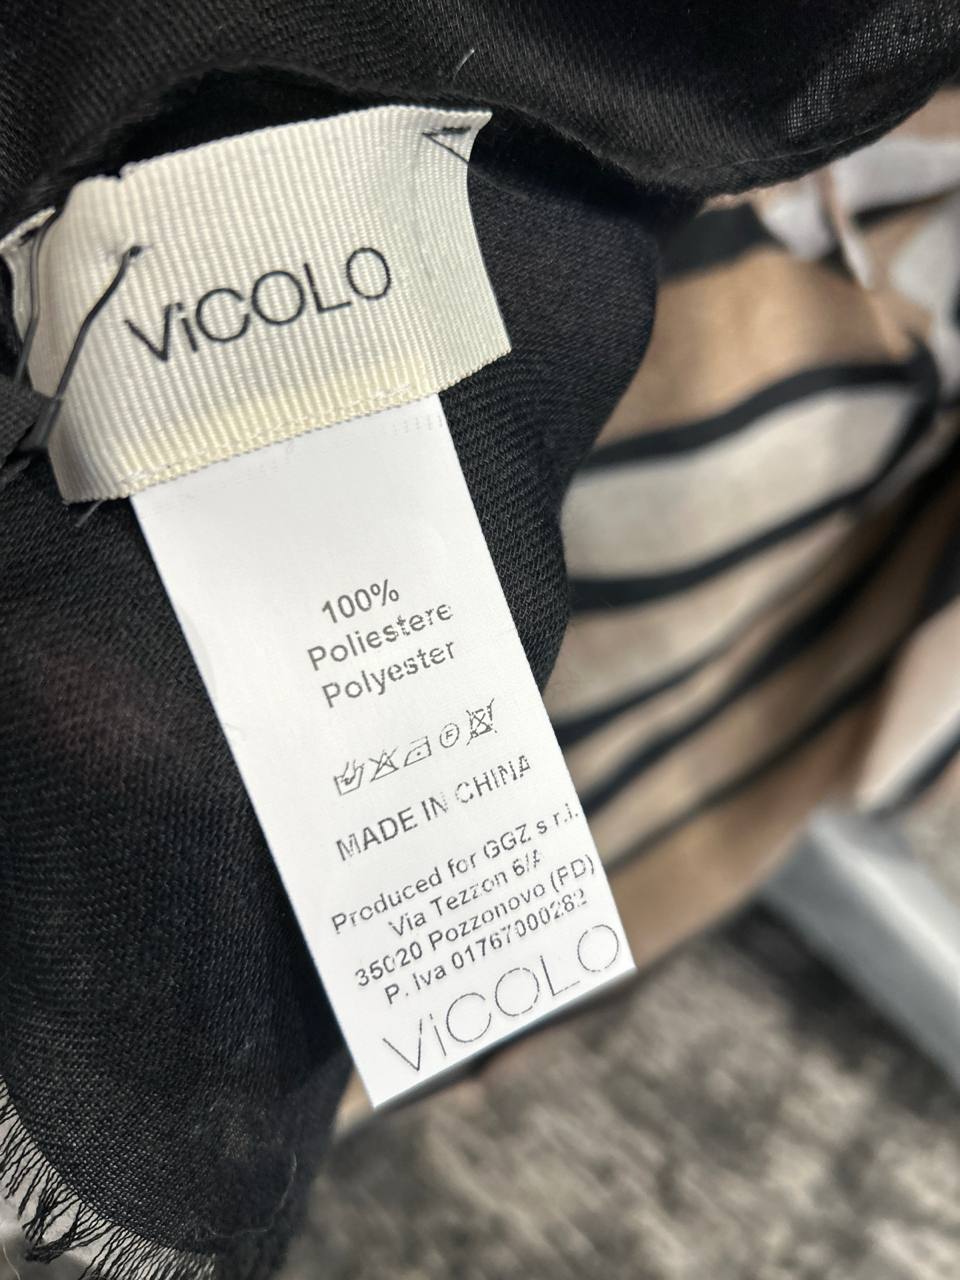 ViCOLO
100%
Poliestere
Polyester
F
MADE IN CHINA
Produced for GGZ s r.l.
Via Tezzon 6/A
35020 Pozzonovo (PD)
P. Iva 01767000282
ViCOLO